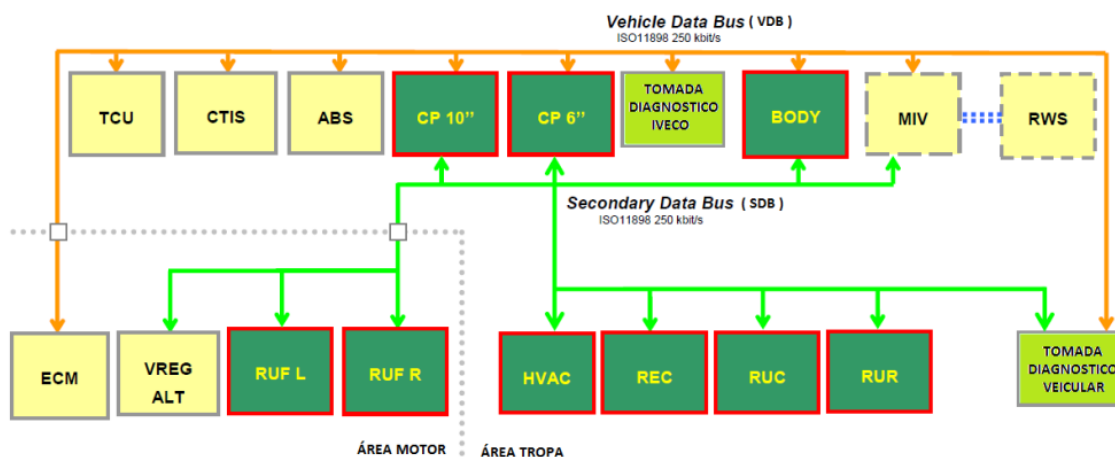 Vehicle Data Bus ( VDB )
ISO11898 250 kbit/s
TCU
CTIS
ABS
CP 10’’
CP 6’’
TOMADA
DIAGNOSTICO
IVECO
BODY
MIV
RWS
Secondary Data Bus ( SDB )
ISO11898 250 kbit/s
ECM
VREG
ALT
RUF L
RUF R
HVAC
REC
RUC
RUR
TOMADA
DIAGNOSTICO
VEICULAR
ÁREA MOTOR
ÁREA TROPA